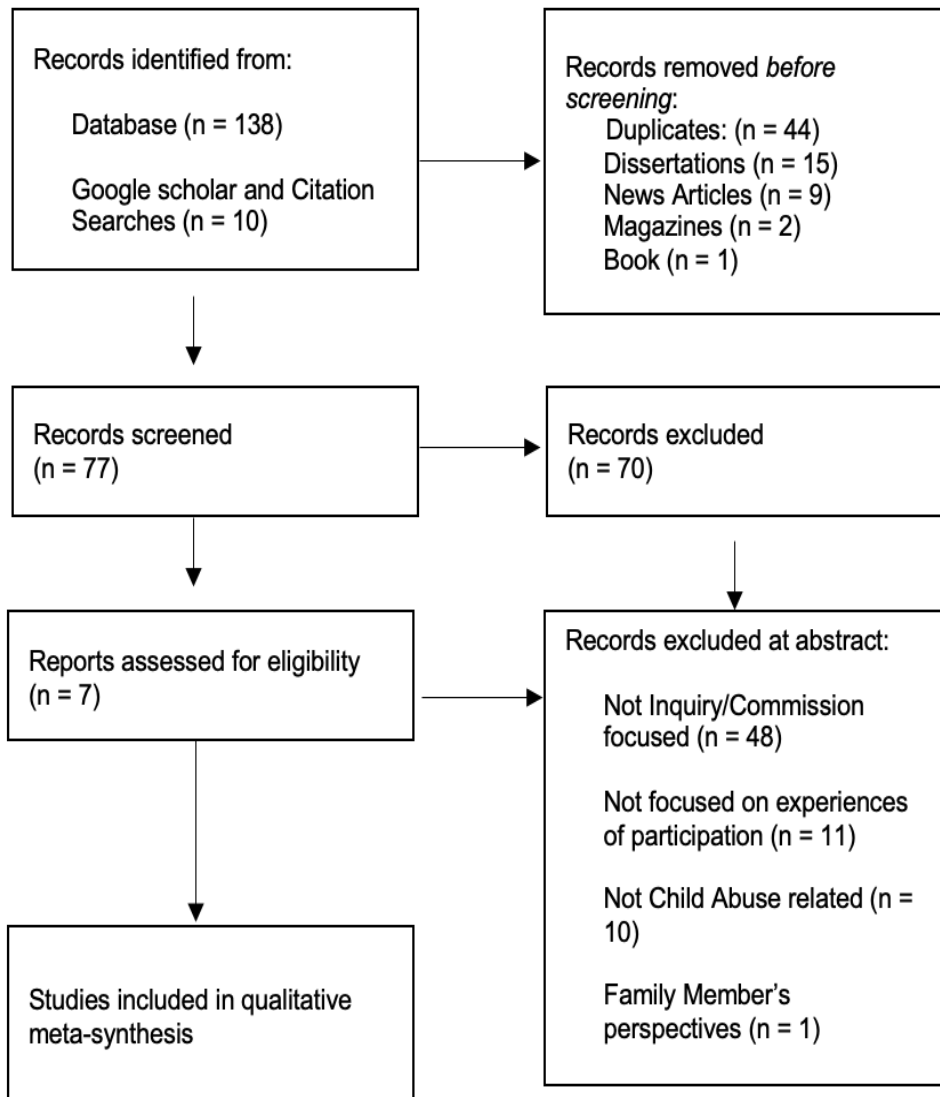 Records identified from:
Database (n = 138)
Google scholar and Citation
Searches (n = 10)
Records removed before
screening:
Duplicates: (n = 44)
Dissertations (n = 15)
News Articles (n = 9)
Magazines (n = 2)
Book (n = 1)
Records screened
(n = 77)
Records excluded
(n = 70)
Reports assessed for eligibility
(n = 7)
Records excluded at abstract:
Not Inquiry/Commission
focused (n = 48)
Not focused on experiences
of participation (n = 11)
Not Child Abuse related (n =
10)
Family Member’s
perspectives (n = 1)
Studies included in qualitative
meta-synthesis